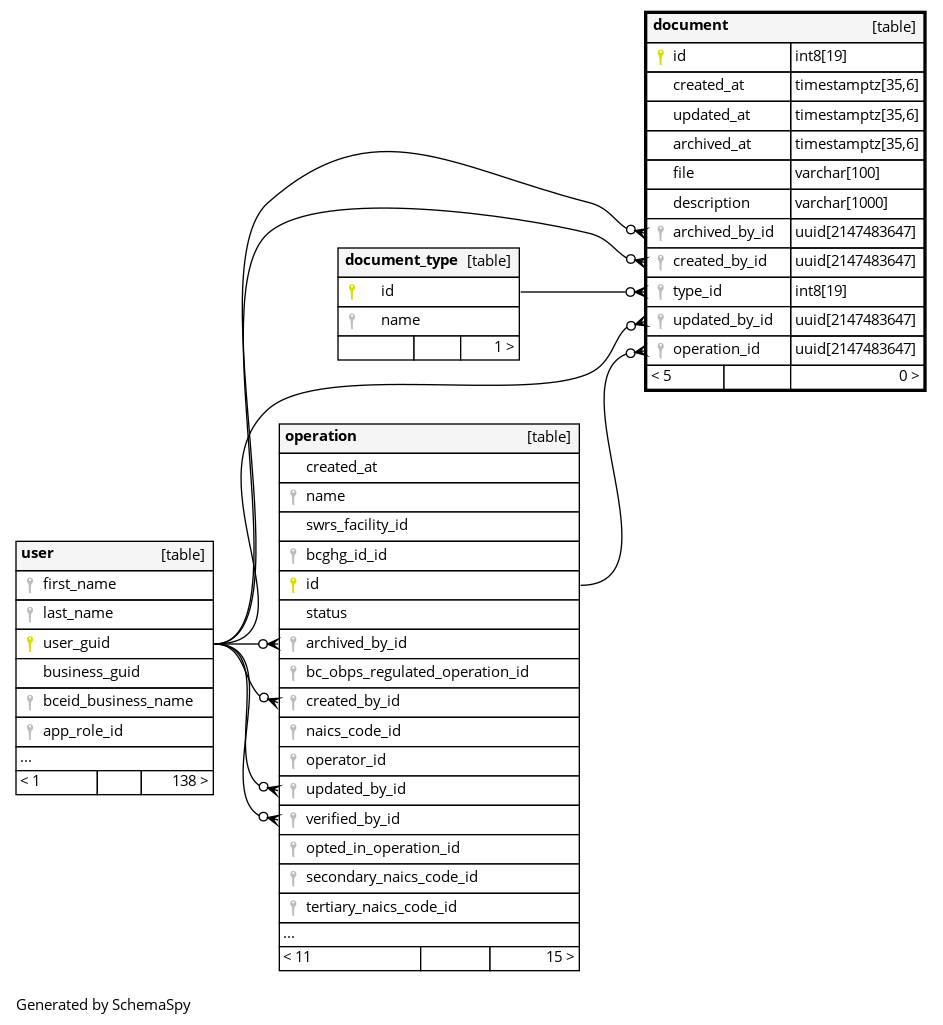 document [table]
id int8[19]
created_at timestamptz[35,6]
updated_at timestamptz[35,6]
archived_at timestamptz[35,6]
file varchar[100]
description varchar[1000]
archived_by_id uuid[2147483647]
created_by_id uuid[2147483647]
type_id int8[19]
updated_by_id uuid[2147483647]
operation_id uuid[2147483647]
< 5 0 >
document_type [table]
id
name
1 >
operation [table]
created_at
name
swrs_facility_id
bcghg_id_id
id
status
archived_by_id
bc_obps_regulated_operation_id
created_by_id
naics_code_id
operator_id
updated_by_id
verified_by_id
opted_in_operation_id
secondary_naics_code_id
tertiary_naics_code_id
...
< 11 15 >
user [table]
first_name
last_name
user_guid
business_guid
bceid_business_name
app_role_id
...
< 1 138 >
Generated by SchemaSpy